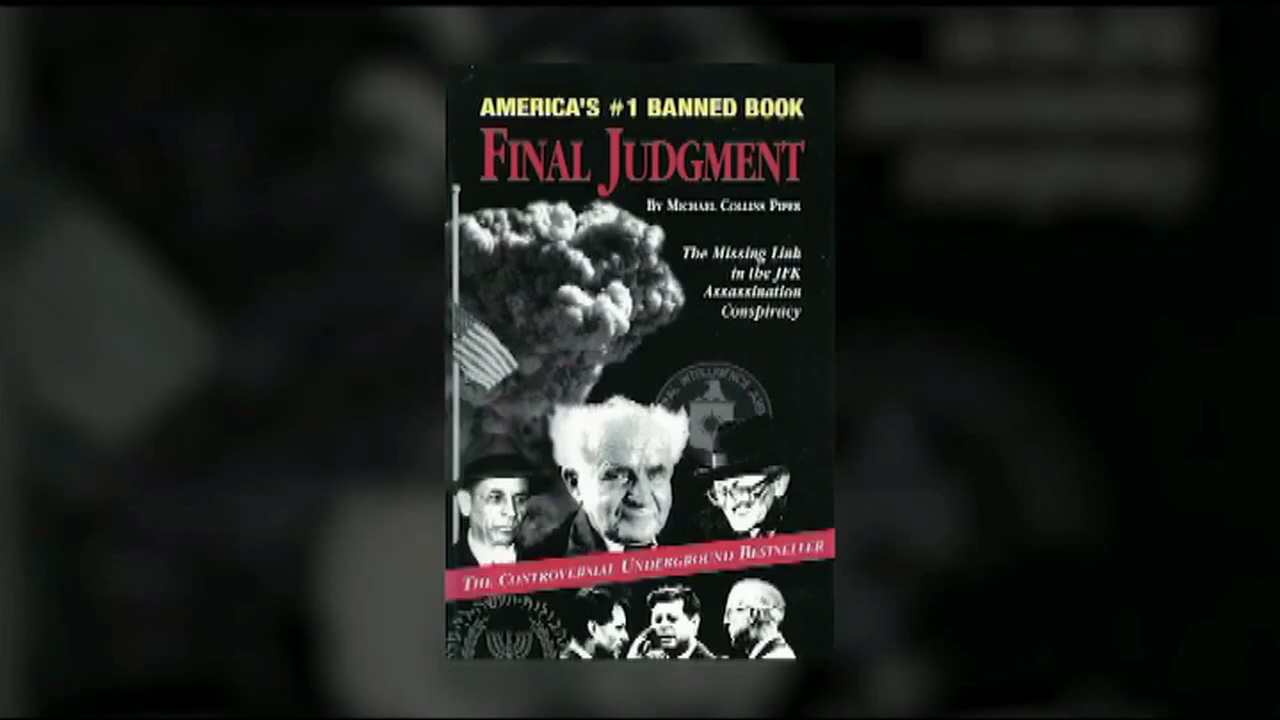 AMERICA'S #1 BANNED BOOK
FINAL JUDGMENT
BY MICHAEL COLLINS PIPER
The Missing Link
in the JFK
Assassination
Conspiracy
THE CONTROVERSIAL UNDERGROUND BESTSELLER